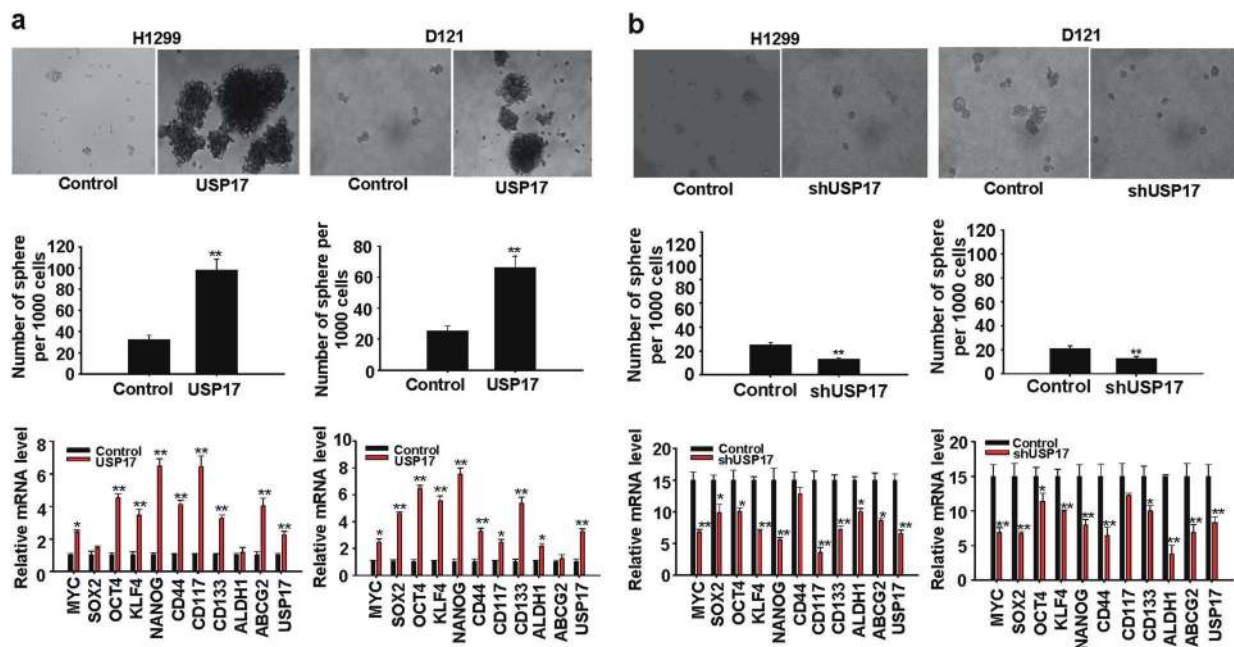 a
H1299
D121
Control
USP17
Control
USP17
Number of sphere
per 1000 cells
120
100
80
60
40
20
0
**
Control
USP17
Number of sphere per
1000 cells
80
60
40
20
0
**
Control
USP17
Relative mRNA level
8
6
4
2
0
Control
USP17
*
**
**
**
**
**
**
**
**
MYC
SOX2
OCT4
KLF4
NANOG
CD44
CD117
CD133
ALDH1
ABCG2
USP17
Relative mRNA level
10
8
6
4
2
0
Control
USP17
*
**
**
**
**
**
*
**
*
**
MYC
SOX2
OCT4
KLF4
NANOG
CD44
CD117
CD133
ALDH1
ABCG2
USP17
b
H1299
D121
Control
shUSP17
Control
shUSP17
Number of sphere
per 1000 cells
120
100
80
60
40
20
0
**
Control
shUSP17
Number of sphere
per 1000 cells
120
100
80
60
40
20
0
**
Control
shUSP17
Relative mRNA level
20
15
10
5
0
Control
shUSP17
**
*
*
**
**
**
**
*
*
**
MYC
SOX2
OCT4
KLF4
NANOG
CD44
CD117
CD133
ALDH1
ABCG2
USP17
Relative mRNA level
20
15
10
5
0
Control
shUSP17
**
**
*
**
**
**
**
**
**
**
MYC
SOX2
OCT4
KLF4
NANOG
CD44
CD117
CD133
ALDH1
ABCG2
USP17